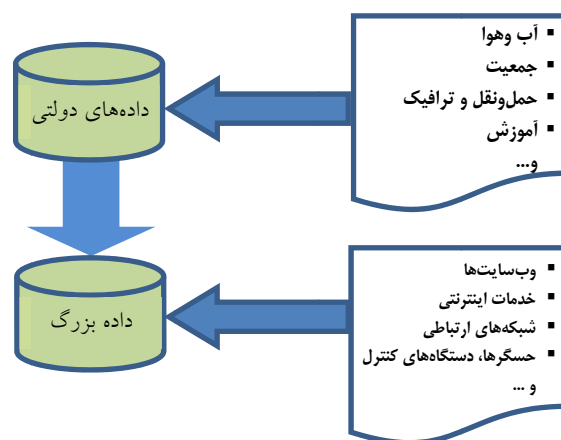 ▪ آب وهوا
▪ جمعیت
▪ حمل‌ونقل و ترافیک
▪ آموزش
و...
داده‌های دولتی
▪ وب‌سایت‌ها
▪ خدمات اینترنتی
▪ شبکه‌های ارتباطی
▪ حسگرها، دستگاه‌های کنترل
و ...
داده بزرگ